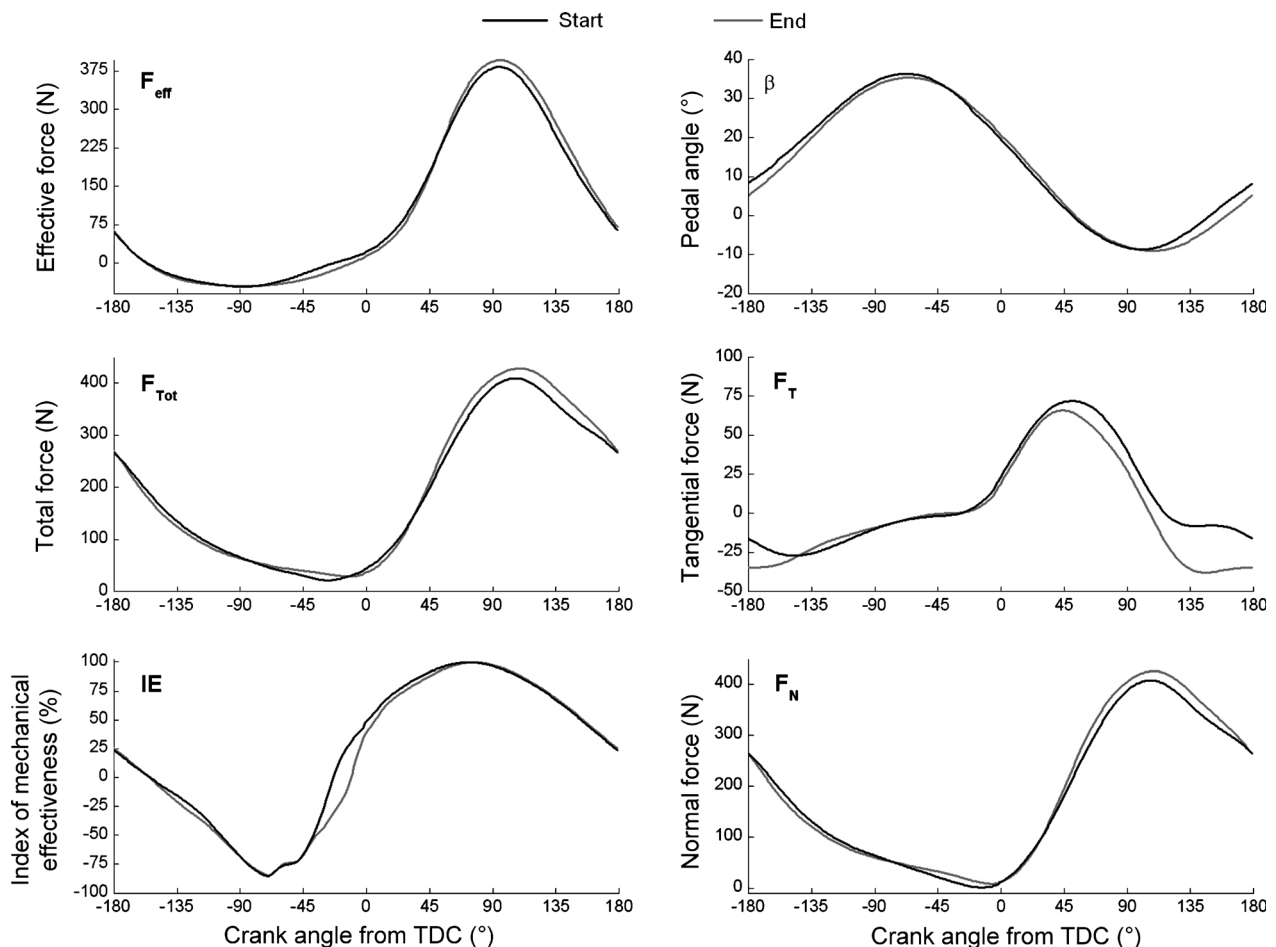 Start
End
F_eff
Effective force (N)
375
300
225
150
75
0
-180 -135 -90 -45 0 45 90 135 180
β
Pedal angle (°)
40
30
20
10
0
-10
-20
-180 -135 -90 -45 0 45 90 135 180
F_Tot
Total force (N)
400
300
200
100
0
-180 -135 -90 -45 0 45 90 135 180
F_T
Tangential force (N)
100
75
50
25
0
-25
-50
-180 -135 -90 -45 0 45 90 135 180
IE
Index of mechanical
effectiveness (%)
100
75
50
25
0
-25
-50
-75
-100
-180 -135 -90 -45 0 45 90 135 180
Crank angle from TDC (°)
F_N
Normal force (N)
400
300
200
100
0
-180 -135 -90 -45 0 45 90 135 180
Crank angle from TDC (°)